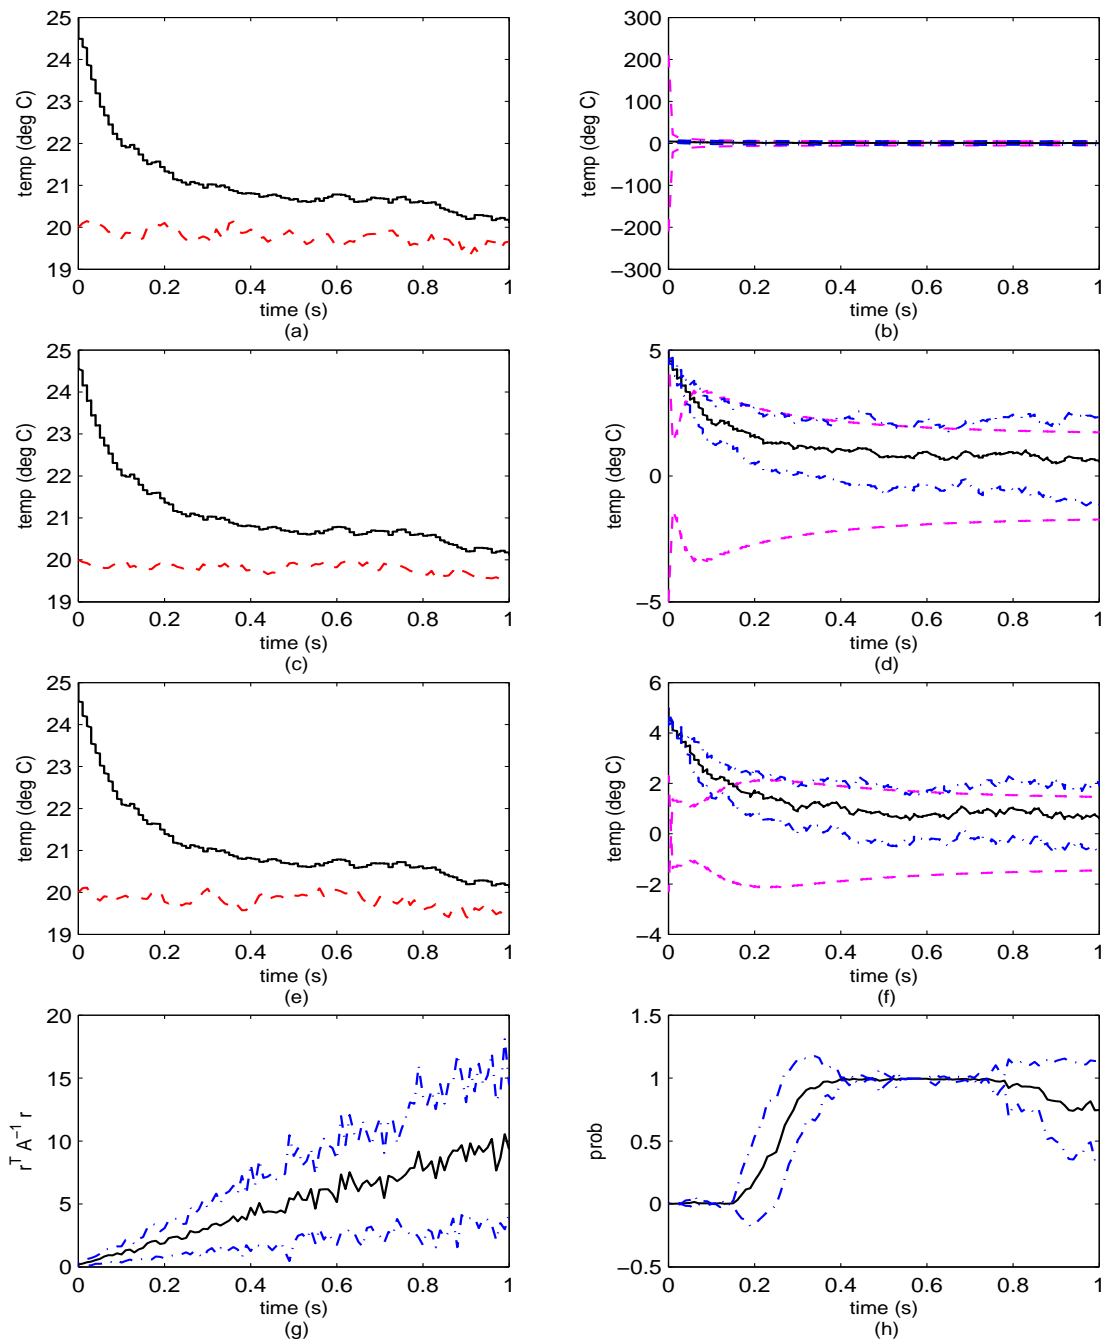 25
24
23
22
21
20
19
temp (deg C)
0 0.2 0.4 0.6 0.8 1
time (s)
(a)
300
200
100
0
−100
−200
−300
temp (deg C)
0 0.2 0.4 0.6 0.8 1
time (s)
(b)
25
24
23
22
21
20
19
temp (deg C)
0 0.2 0.4 0.6 0.8 1
time (s)
(c)
5
0
−5
temp (deg C)
0 0.2 0.4 0.6 0.8 1
time (s)
(d)
25
24
23
22
21
20
19
temp (deg C)
0 0.2 0.4 0.6 0.8 1
time (s)
(e)
6
4
2
0
−2
−4
temp (deg C)
0 0.2 0.4 0.6 0.8 1
time (s)
(f)
20
15
10
5
0
r^T A^−1 r
0 0.2 0.4 0.6 0.8 1
time (s)
(g)
1.5
1
0.5
0
−0.5
prob
0 0.2 0.4 0.6 0.8 1
time (s)
(h)